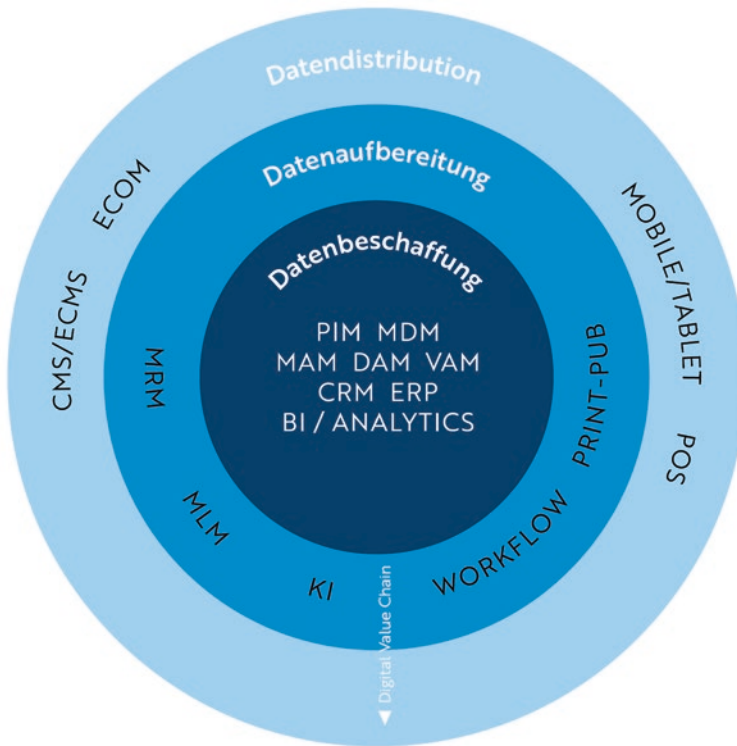 Datendistribution
ECOM
CMS/ECMS
MOBILE/TABLET
POS
Datenaufbereitung
MRM
MLM
KI
WORKFLOW
PRINT-PUB
Datenbeschaffung
PIM MDM
MAM DAM VAM
CRM ERP
BI / ANALYTICS
Digital Value Chain